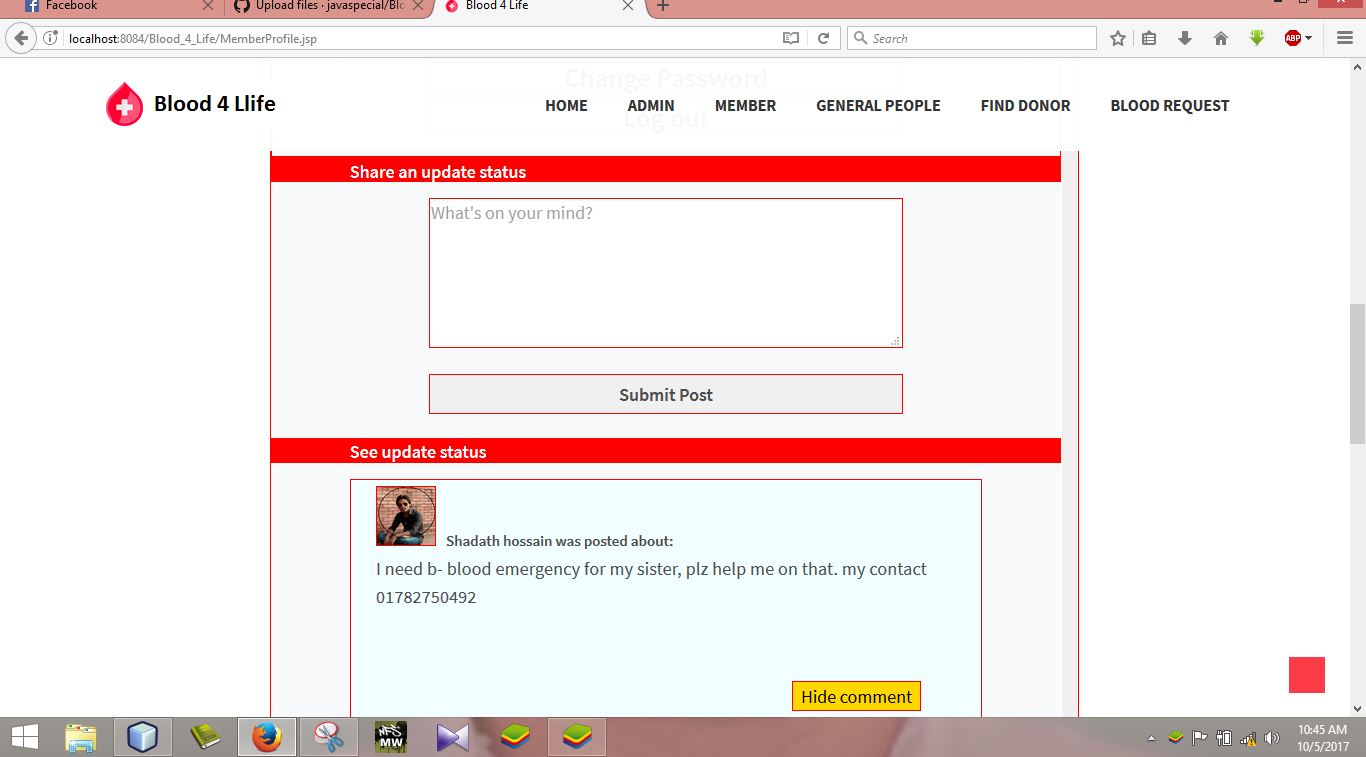 Facebook
Upload files · javaspecial/Blo
Blood 4 Life
localhost:8084/Blood_4_Life/MemberProfile.jsp
Search
ABP
Change Password
Blood 4 Llife
HOME ADMIN MEMBER GENERAL PEOPLE FIND DONOR BLOOD REQUEST
Log out
Share an update status
What's on your mind?
Submit Post
See update status
Shadath hossain was posted about:
I need b- blood emergency for my sister, plz help me on that. my contact
01782750492
Hide comment
NFS
MW
10:45 AM
10/5/2017